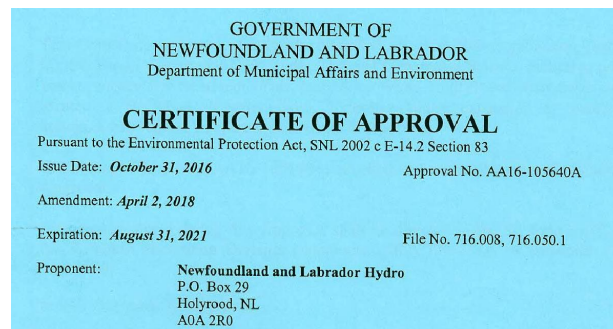 GOVERNMENT OF
NEWFOUNDLAND AND LABRADOR
Department of Municipal Affairs and Environment
CERTIFICATE OF APPROVAL
Pursuant to the Environmental Protection Act, SNL 2002 c E-14.2 Section 83
Issue Date: October 31, 2016 Approval No. AA16-105640A
Amendment: April 2, 2018
Expiration: August 31, 2021 File No. 716.008, 716.050.1
Proponent: Newfoundland and Labrador Hydro
P.O. Box 29
Holyrood, NL
A0A 2R0